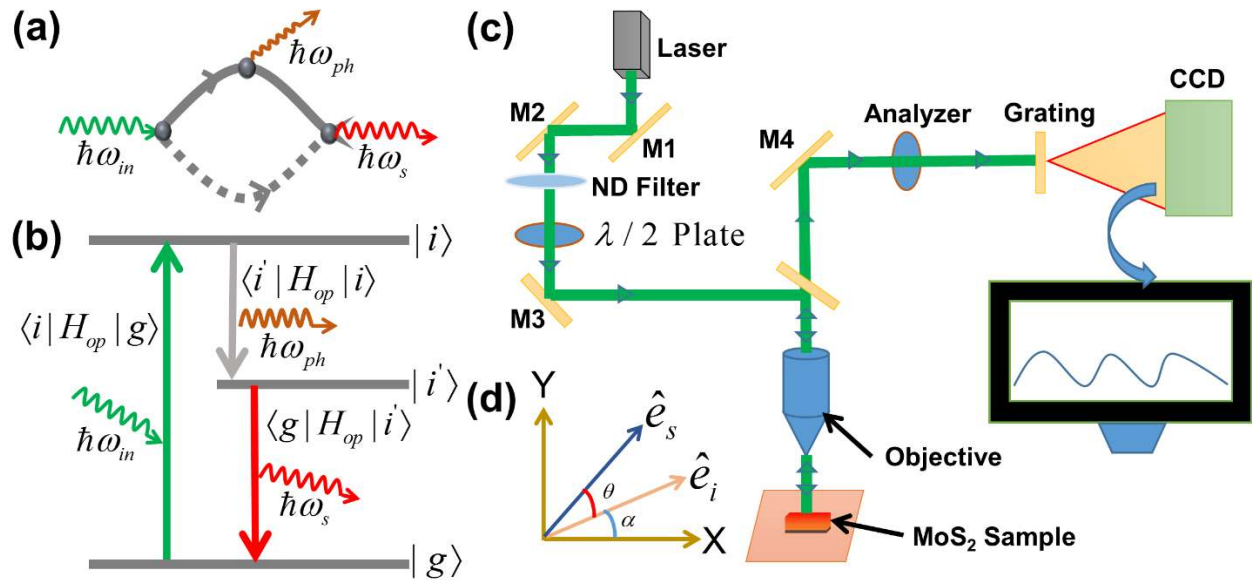 (a)
ħω_ph
ħω_in
ħω_s
(b)
|i⟩
⟨i|H_op|g⟩
⟨i'|H_op|i⟩
ħω_ph
|i'⟩
ħω_in
⟨g|H_op|i'⟩
ħω_s
|g⟩
(c)
Laser
M2
M1
ND Filter
λ/2 Plate
M3
M4
Analyzer
Grating
CCD
Objective
MoS₂ Sample
(d)
Y
ê_s
ê_i
θ
α
X